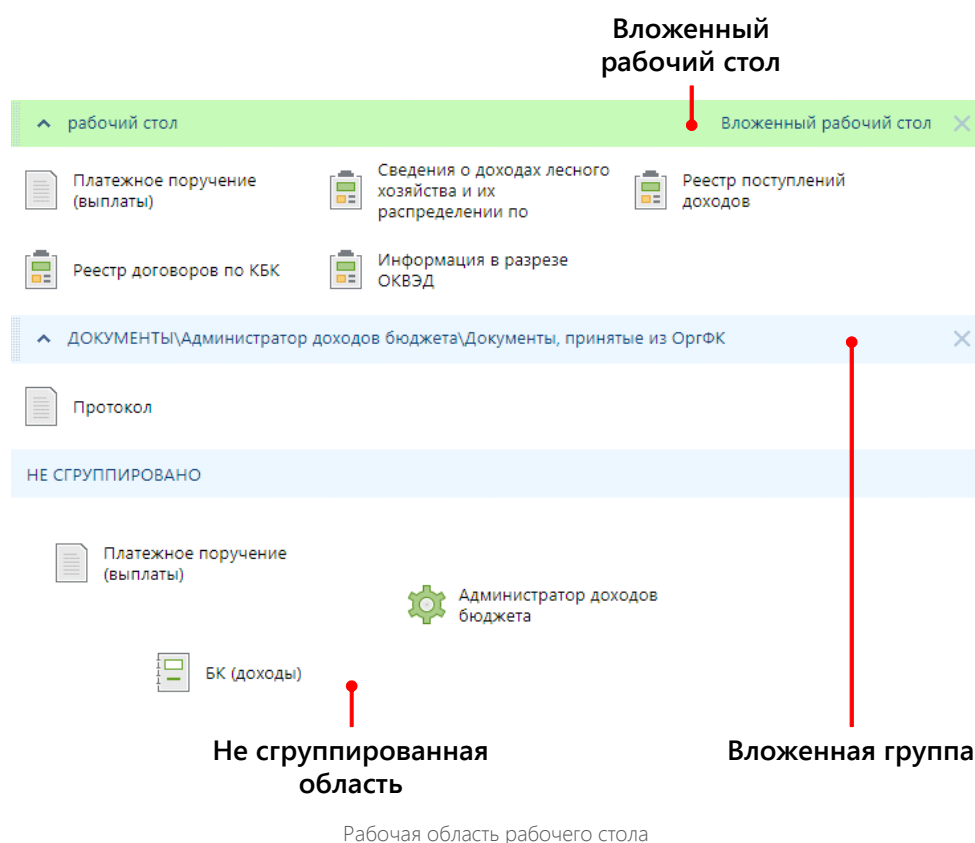 Вложенный
рабочий стол
рабочий стол
Вложенный рабочий стол
Платежное поручение
(выплаты)
Сведения о доходах лесного
хозяйства и их
распределении по
Реестр поступлений
доходов
Реестр договоров по КБК
Информация в разрезе
ОКВЭД
ДОКУМЕНТЫ\Администратор доходов бюджета\Документы, принятые из ОргФК
Протокол
НЕ СГРУППИРОВАНО
Платежное поручение
(выплаты)
Администратор доходов
бюджета
БК (доходы)
Не сгруппированная
область
Вложенная группа
Рабочая область рабочего стола